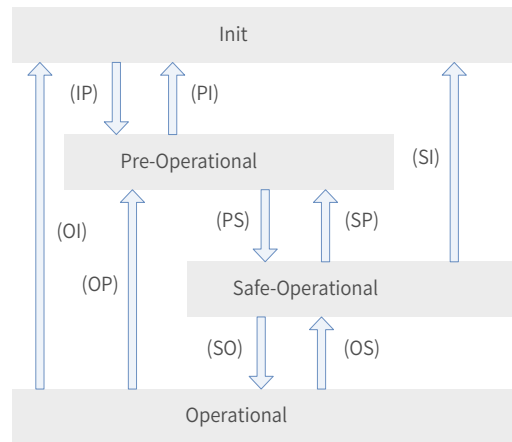 Init
(IP)
(PI)
Pre-Operational
(SI)
(PS)
(SP)
(OI)
(OP)
Safe-Operational
(SO)
(OS)
Operational